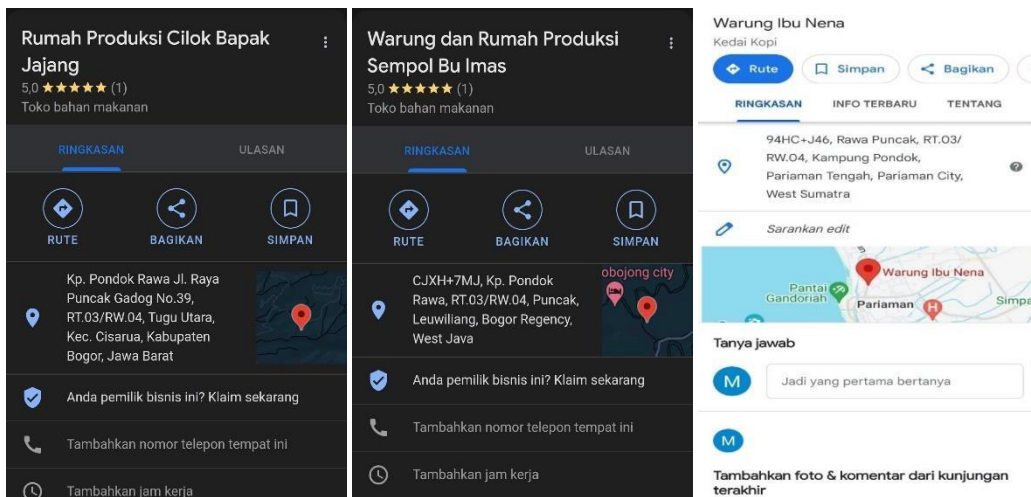 Rumah Produksi Cilok Bapak
Jajang
5,0 ★★★★★ (1)
Toko bahan makanan
RINGKASAN ULASAN
RUTE BAGIKAN SIMPAN
Kp. Pondok Rawa Jl. Raya
Puncak Gadog No.39,
RT.03/RW.04, Tugu Utara,
Kec. Cisarua, Kabupaten
Bogor, Jawa Barat
Anda pemilik bisnis ini? Klaim sekarang
Tambahkan nomor telepon tempat ini
Tambahkan jam kerja
Warung dan Rumah Produksi
Sempol Bu Imas
5,0 ★★★★★ (1)
Toko bahan makanan
RINGKASAN ULASAN
RUTE BAGIKAN SIMPAN
CJXH+7MJ, Kp. Pondok
Rawa, RT.03/RW.04, Puncak,
Leuwiliang, Bogor Regency,
West Java
obojong city
Anda pemilik bisnis ini? Klaim sekarang
Tambahkan nomor telepon tempat ini
Tambahkan jam kerja
Warung Ibu Nena
Kedai Kopi
Rute Simpan Bagikan
RINGKASAN INFO TERBARU TENTANG
94HC+J46, Rawa Puncak, RT.03/
RW.04, Kampung Pondok,
Pariaman Tengah, Pariaman City,
West Sumatra
Sarankan edit
Warung Ibu Nena
Pantai
Gandoriah
Pariaman
Simpa
Tanya jawab
M
Jadi yang pertama bertanya
M
Tambahkan foto & komentar dari kunjungan
terakhir